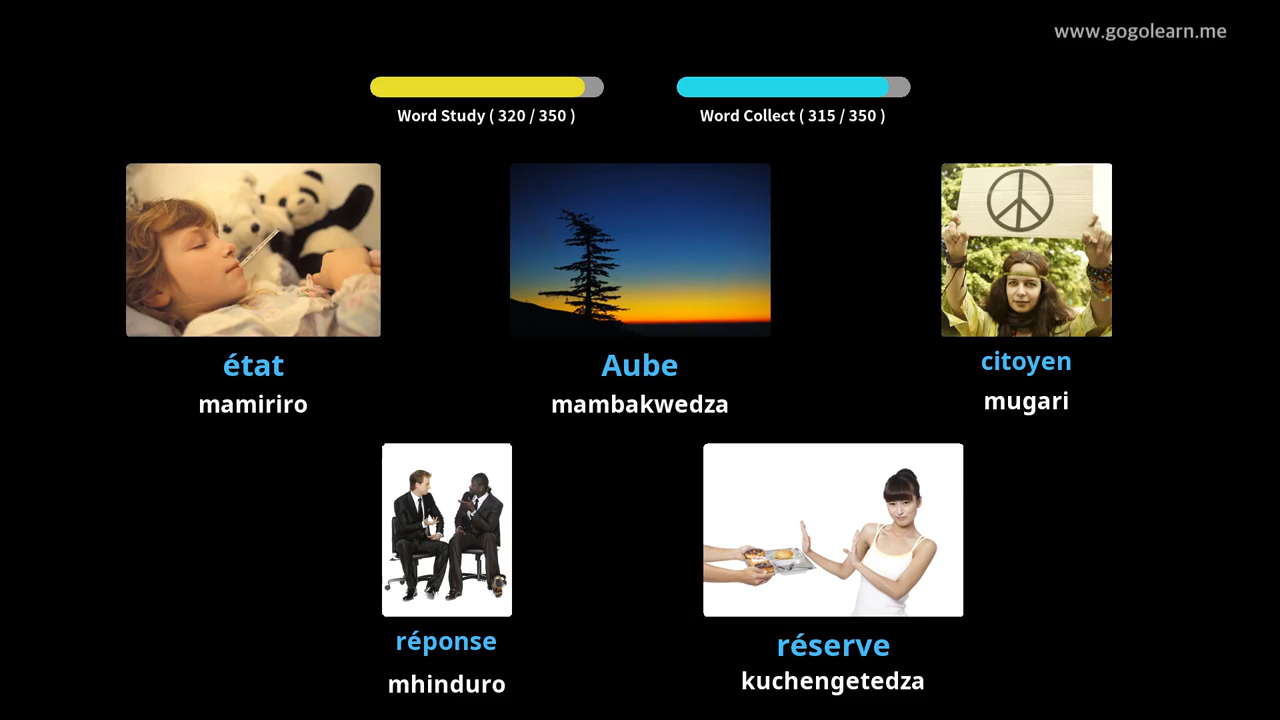 www.gogolearn.me
Word Study ( 320 / 350 )
Word Collect ( 315 / 350 )
état
mamiriro
Aube
mambakwedza
citoyen
mugari
réponse
mhinduro
réserve
kuchengetedza